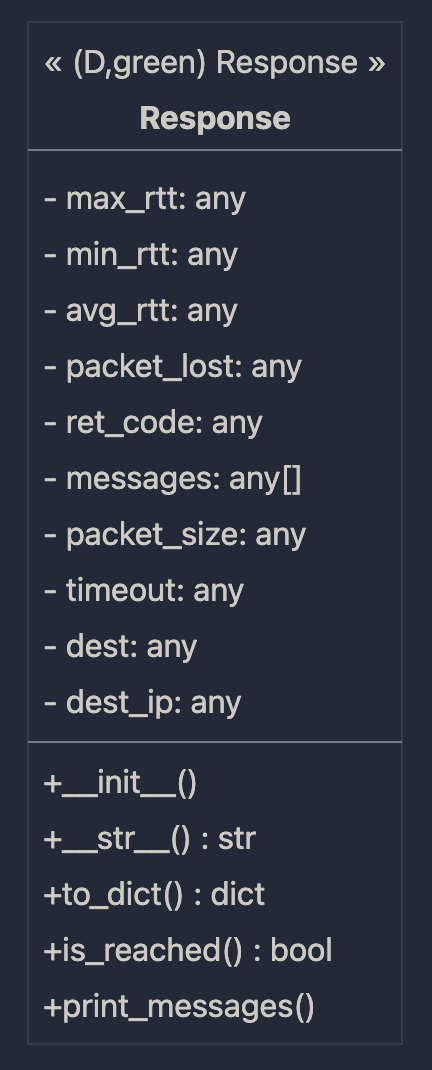 « (D,green) Response »
Response
- max_rtt: any
- min_rtt: any
- avg_rtt: any
- packet_lost: any
- ret_code: any
- messages: any[]
- packet_size: any
- timeout: any
- dest: any
- dest_ip: any
+__init__()
+__str__() : str
+to_dict() : dict
+is_reached() : bool
+print_messages()